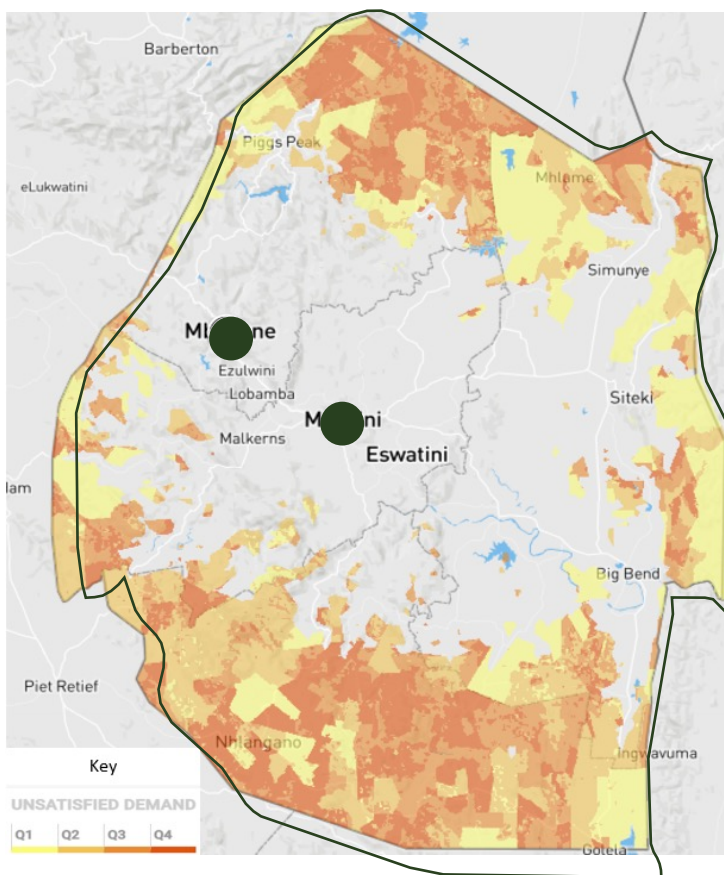 Barberton
Piggs Peak
eLukwatini
Mhlame
Simunye
Ezulwini
Lobamba
Siteki
Malkerns
Eswatini
Big Bend
Piet Retief
Nhlangano
Ingwavuma
Key
UNSATISFIED DEMAND
Q1 Q2 Q3 Q4
Golela